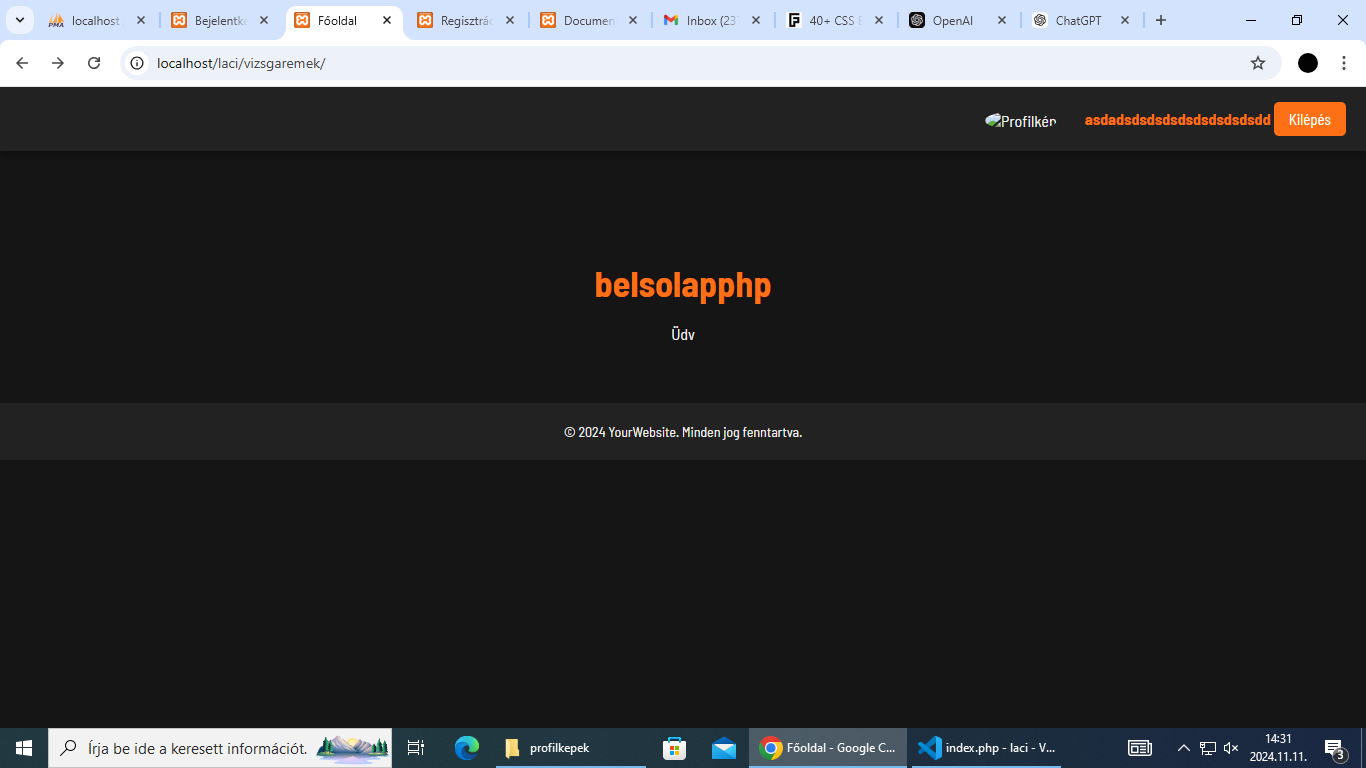 localhost
Bejelentke
Főoldal
Regisztrác
Documen
Inbox (23
40+ CSS B
OpenAI
ChatGPT
localhost/laci/vizsgaremek/
Profilkép
asdadsdsdsdsdsdsdsdsdsdd
Kilépés
belsolapphp
Üdv
© 2024 YourWebsite. Minden jog fenntartva.
Írja be ide a keresett információt.
profilkepek
Főoldal - Google C...
index.php - laci - V...
14:31
2024.11.11.
3